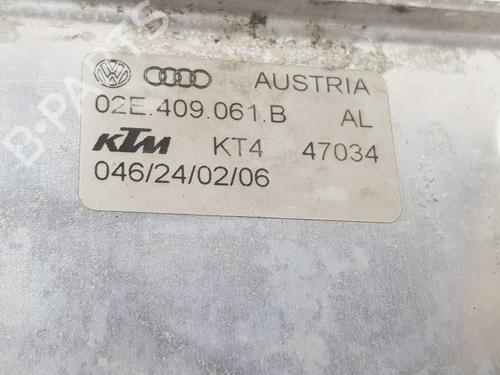 B-PARTS
AUSTRIA
02E.409.061.B AL
KTM KT4 47034
046/24/02/06